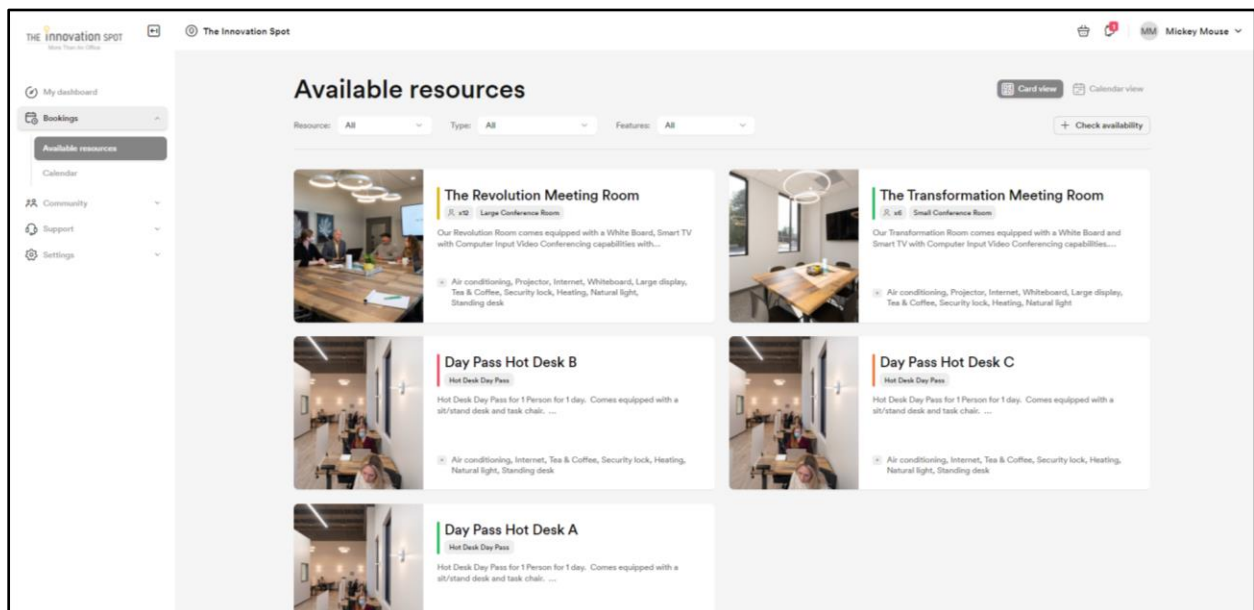 THE innovation SPOT
More Than An Office
The Innovation Spot
1
MM Mickey Mouse
My dashboard
Bookings
Available resources
Calendar
Community
Support
Settings
Available resources
Card view
Calendar view
Resource: All
Type: All
Features: All
+ Check availability
The Revolution Meeting Room
x12 Large Conference Room
Our Revolution Room comes equipped with a White Board, Smart TV
with Computer Input Video Conferencing capabilities with...
Air conditioning, Projector, Internet, Whiteboard, Large display,
Tea & Coffee, Security lock, Heating, Natural light,
Standing desk
The Transformation Meeting Room
x6 Small Conference Room
Our Transformation Room comes equipped with a White Board and
Smart TV with Computer Input Video Conferencing capabilities....
Air conditioning, Projector, Internet, Whiteboard, Large display,
Tea & Coffee, Security lock, Heating, Natural light
Day Pass Hot Desk B
Hot Desk Day Pass
Hot Desk Day Pass for 1 Person for 1 day. Comes equipped with a
sit/stand desk and task chair. ...
Air conditioning, Internet, Tea & Coffee, Security lock, Heating,
Natural light, Standing desk
Day Pass Hot Desk C
Hot Desk Day Pass
Hot Desk Day Pass for 1 Person for 1 day. Comes equipped with a
sit/stand desk and task chair. ...
Air conditioning, Internet, Tea & Coffee, Security lock, Heating,
Natural light, Standing desk
Day Pass Hot Desk A
Hot Desk Day Pass
Hot Desk Day Pass for 1 Person for 1 day. Comes equipped with a
sit/stand desk and task chair. ...